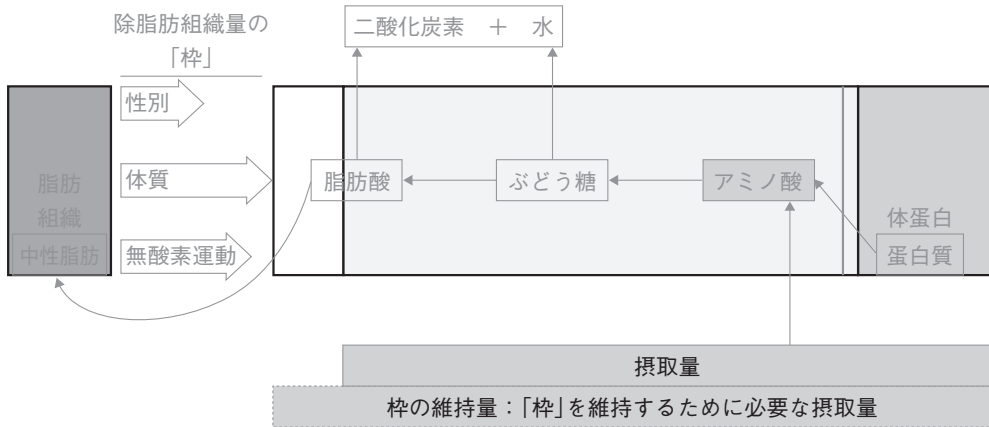 除脂肪組織量の
「枠」
二酸化炭素 ＋ 水
性別
体質
無酸素運動
脂肪
組織
中性脂肪
脂肪酸
ぶどう糖
アミノ酸
体蛋白
蛋白質
摂取量
枠の維持量：「枠」を維持するために必要な摂取量